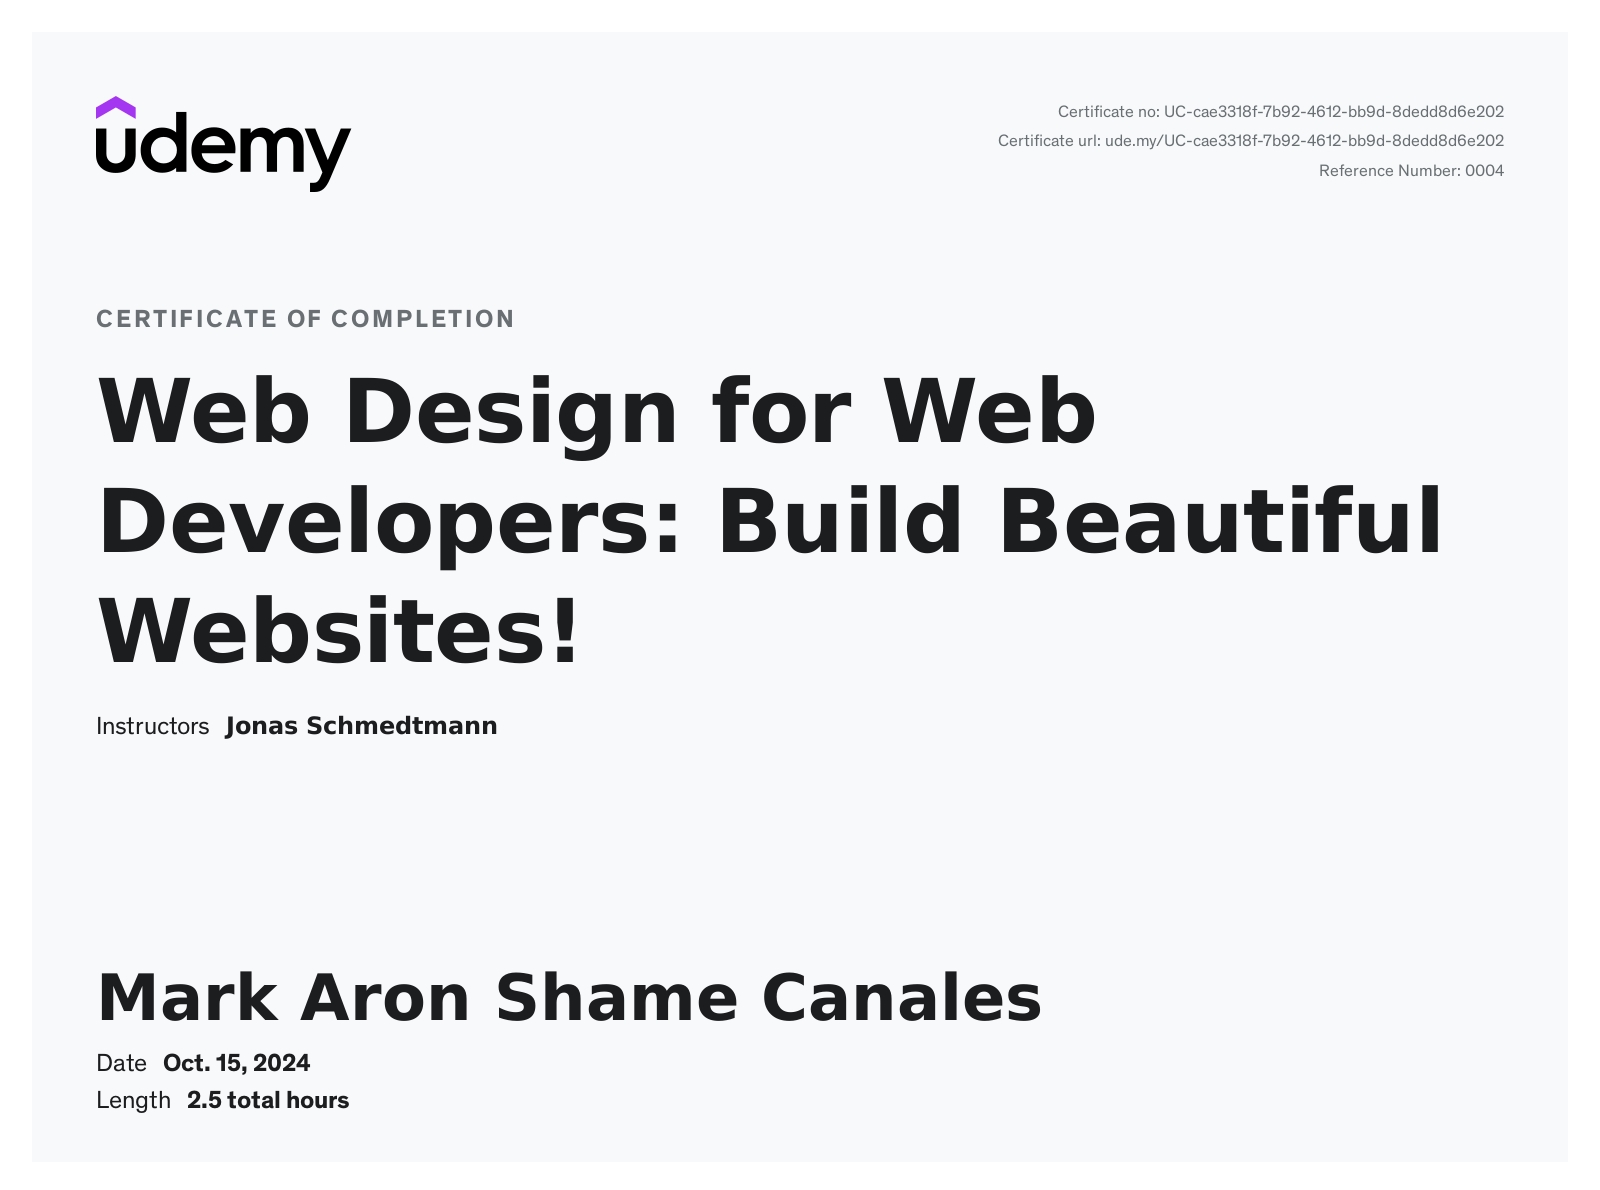 udemy
Certificate no: UC-cae3318f-7b92-4612-bb9d-8dedd8d6e202
Certificate url: ude.my/UC-cae3318f-7b92-4612-bb9d-8dedd8d6e202
Reference Number: 0004
CERTIFICATE OF COMPLETION
Web Design for Web
Developers: Build Beautiful
Websites!
Instructors Jonas Schmedtmann
Mark Aron Shame Canales
Date Oct. 15, 2024
Length 2.5 total hours